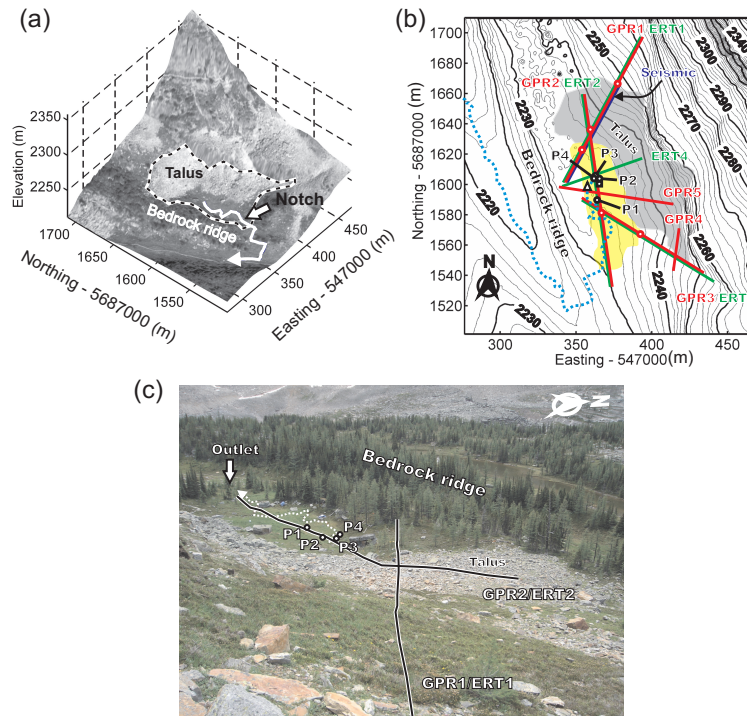 (a)
Elevation (m)
2350
2300
2250
2200
Talus
Notch
Bedrock ridge
1700
1650
1600
1550
Northing - 5687000 (m)
300
350
400
450
Easting - 547000 (m)
(b)
Northing - 5687000 (m)
1700
1660
1640
1620
1600
1580
1560
1540
1520
300
350
400
450
Easting - 547000 (m)
GPR1/ERT1
GPR2/ERT2
Seismic
Talus
P4
P3
P2
P1
ERT4
GPR5
GPR4
GPR3/ERT
Bedrock ridge
A
N
2250
2230
2220
2230
2300
2340
2290
2280
2270
2260
2240
(c)
Outlet
Bedrock ridge
N
P1
P2
P3
P4
Talus
GPR2/ERT2
GPR1/ERT1